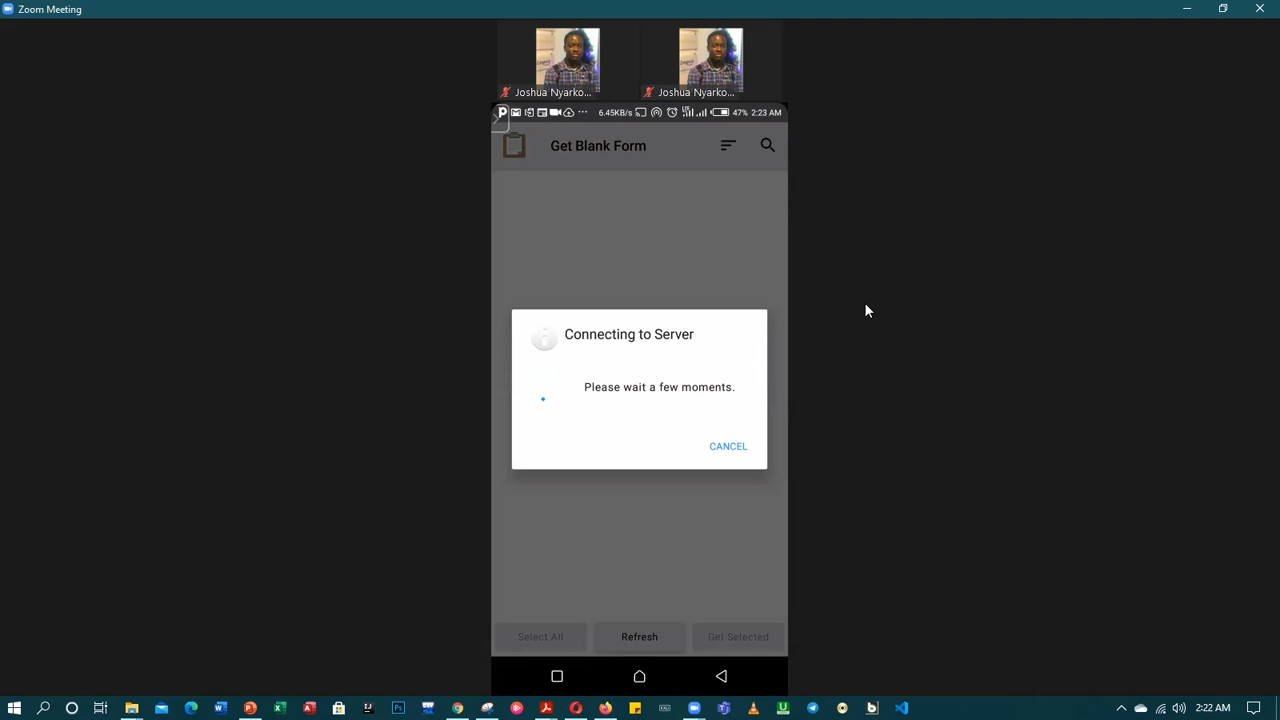 Zoom Meeting
Joshua Nyarko... Joshua Nyarko...
6.45KB/s 47% 2:23 AM
Get Blank Form
Connecting to Server
Please wait a few moments.
CANCEL
Select All Refresh Get Selected
2:22 AM